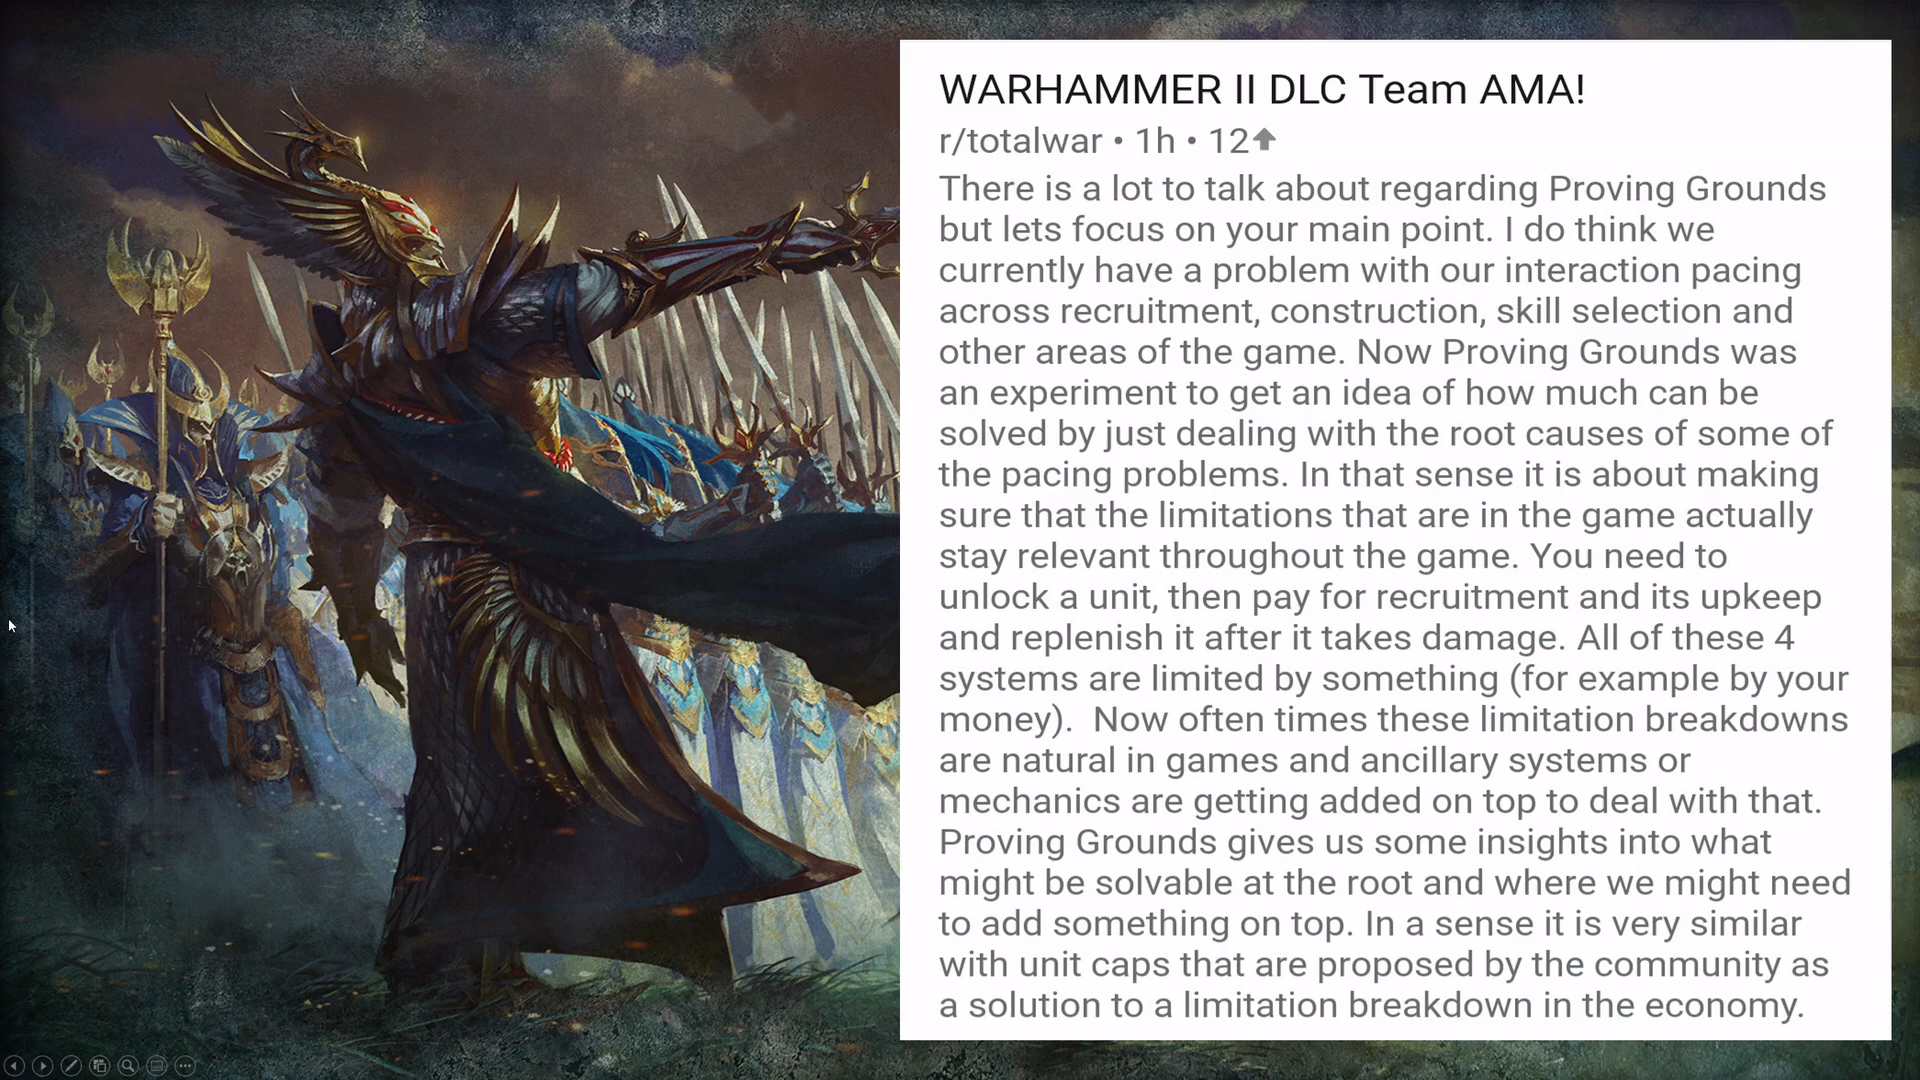 WARHAMMER II DLC Team AMA!
r/totalwar • 1h • 12
There is a lot to talk about regarding Proving Grounds
but lets focus on your main point. I do think we
currently have a problem with our interaction pacing
across recruitment, construction, skill selection and
other areas of the game. Now Proving Grounds was
an experiment to get an idea of how much can be
solved by just dealing with the root causes of some of
the pacing problems. In that sense it is about making
sure that the limitations that are in the game actually
stay relevant throughout the game. You need to
unlock a unit, then pay for recruitment and its upkeep
and replenish it after it takes damage. All of these 4
systems are limited by something (for example by your
money).  Now often times these limitation breakdowns
are natural in games and ancillary systems or
mechanics are getting added on top to deal with that.
Proving Grounds gives us some insights into what
might be solvable at the root and where we might need
to add something on top. In a sense it is very similar
with unit caps that are proposed by the community as
a solution to a limitation breakdown in the economy.